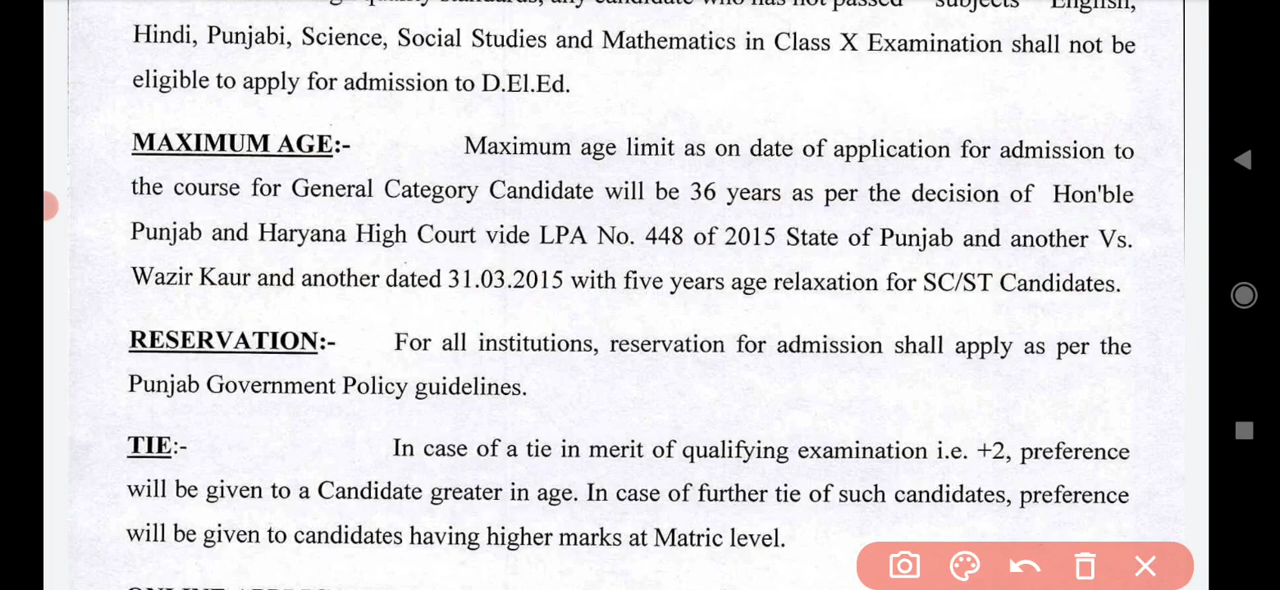 Hindi, Punjabi, Science, Social Studies and Mathematics in Class X Examination shall not be
eligible to apply for admission to D.El.Ed.
MAXIMUM AGE:- Maximum age limit as on date of application for admission to
the course for General Category Candidate will be 36 years as per the decision of Hon'ble
Punjab and Haryana High Court vide LPA No. 448 of 2015 State of Punjab and another Vs.
Wazir Kaur and another dated 31.03.2015 with five years age relaxation for SC/ST Candidates.
RESERVATION:- For all institutions, reservation for admission shall apply as per the
Punjab Government Policy guidelines.
TIE:- In case of a tie in merit of qualifying examination i.e. +2, preference
will be given to a Candidate greater in age. In case of further tie of such candidates, preference
will be given to candidates having higher marks at Matric level.